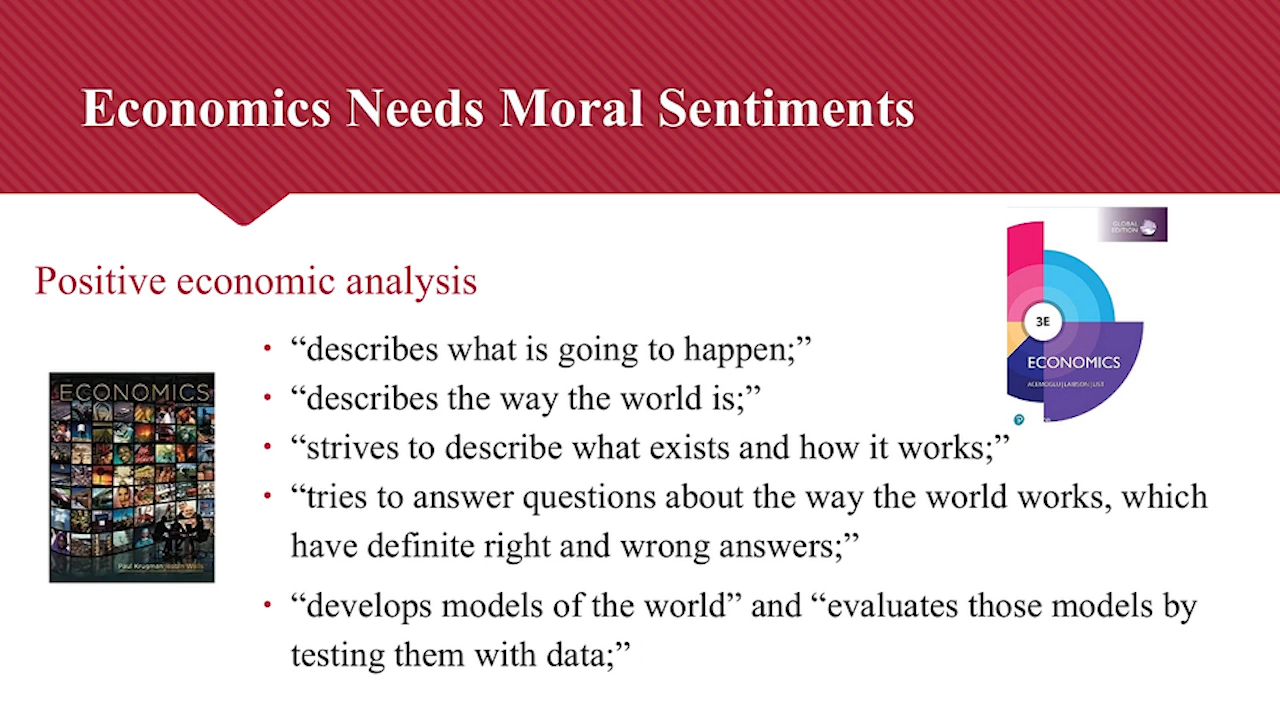 Economics Needs Moral Sentiments
Positive economic analysis
GLOBAL
EDITION
3E
ECONOMICS
ACEMOGLU|LAIBSON|LIST
• “describes what is going to happen;”
• “describes the way the world is;”
• “strives to describe what exists and how it works;”
• “tries to answer questions about the way the world works, which
have definite right and wrong answers;”
• “develops models of the world” and “evaluates those models by
testing them with data;”
ECONOMICS
Paul Krugman Robin Wells